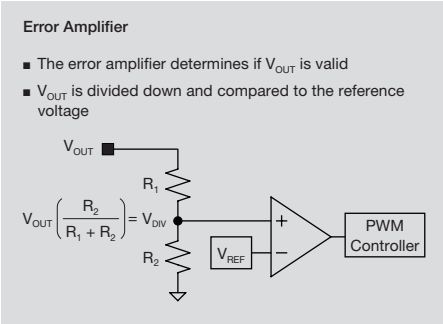 Error Amplifier
■ The error amplifier determines if V_OUT is valid
■ V_OUT is divided down and compared to the reference
voltage
V_OUT
R_1
V_OUT ( R_2 / R_1 + R_2 ) = V_DIV
+
PWM
Controller
R_2
V_REF
−